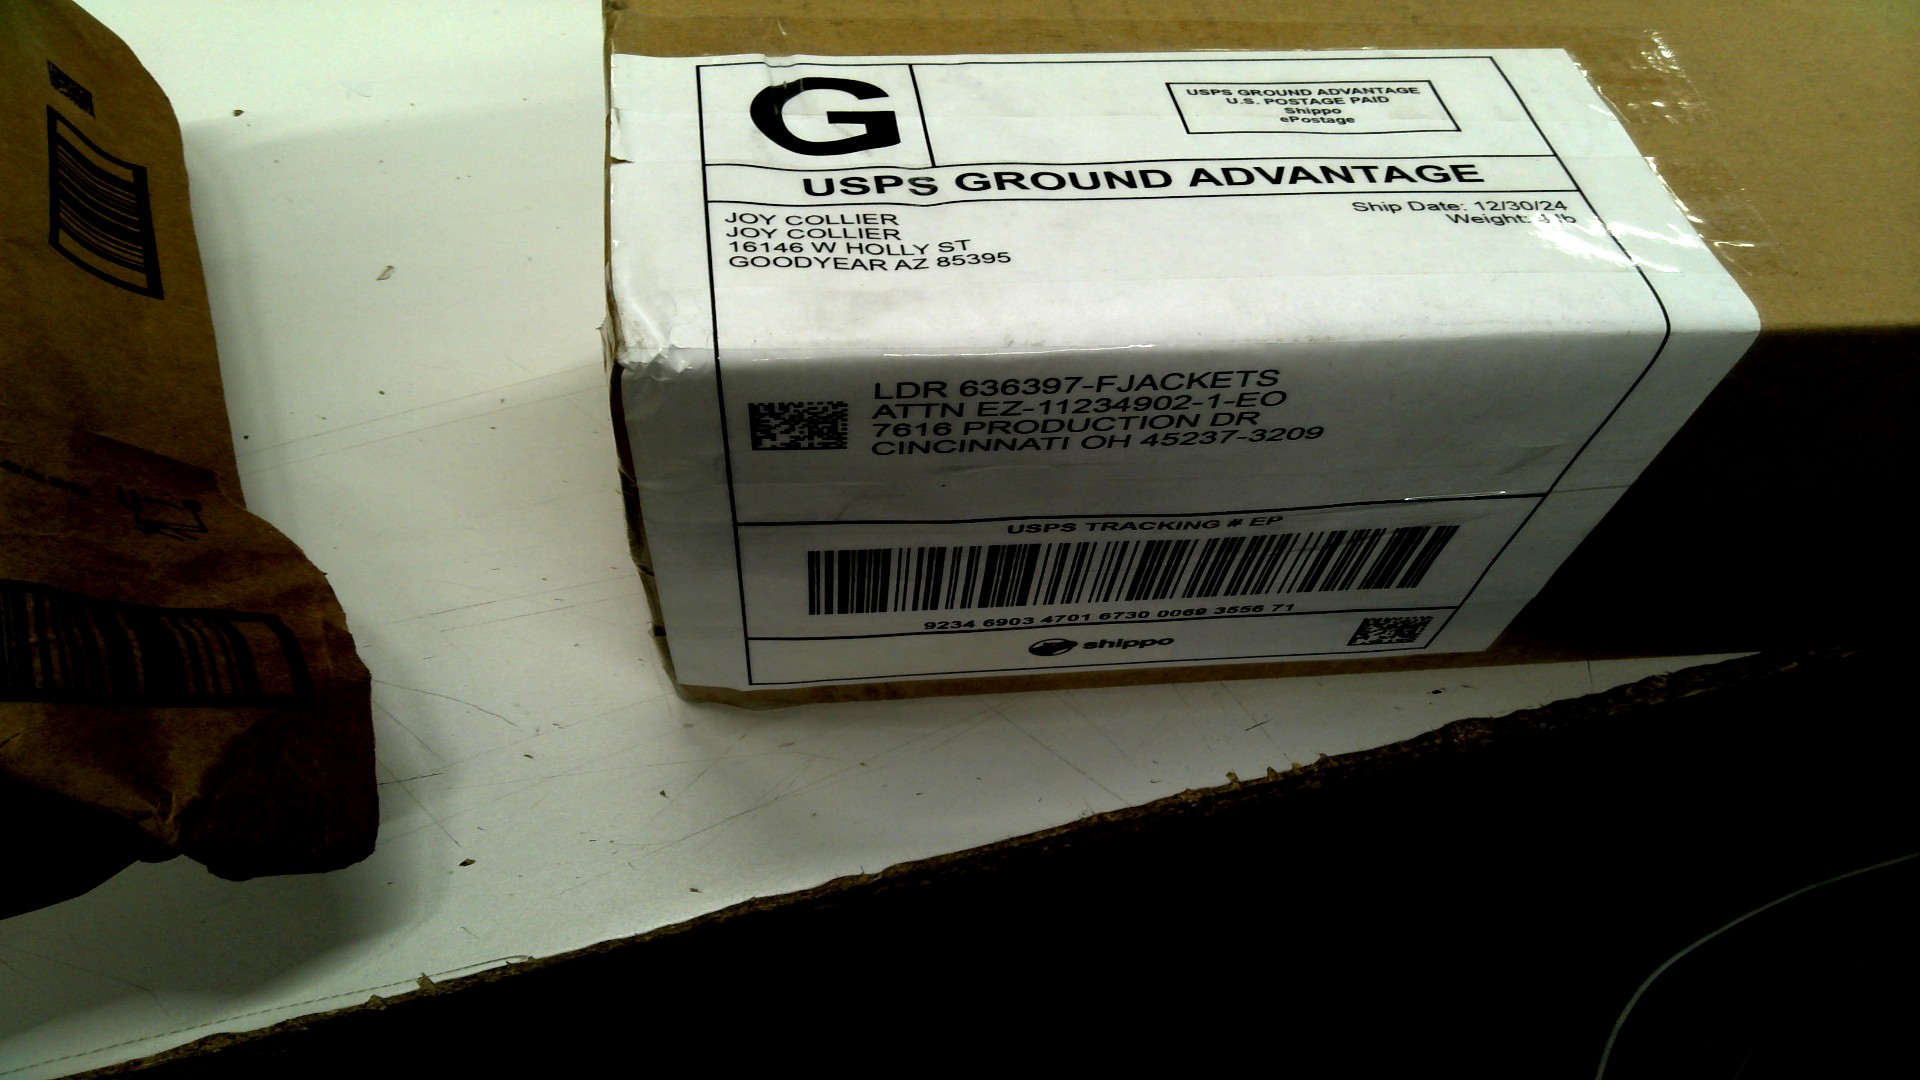 G
USPS GROUND ADVANTAGE
U.S. POSTAGE PAID
Shippo
ePostage
USPS GROUND ADVANTAGE
JOY COLLIER
JOY COLLIER
16146 W HOLLY ST
GOODYEAR AZ 85395
Ship Date: 12/30/24
Weight: lb
LDR 636397-FJACKETS
ATTN EZ-11234902-1-EO
7616 PRODUCTION DR
CINCINNATI OH 45237-3209
USPS TRACKING # EP
9234 6903 4701 6730 0069 3556 71
shippo